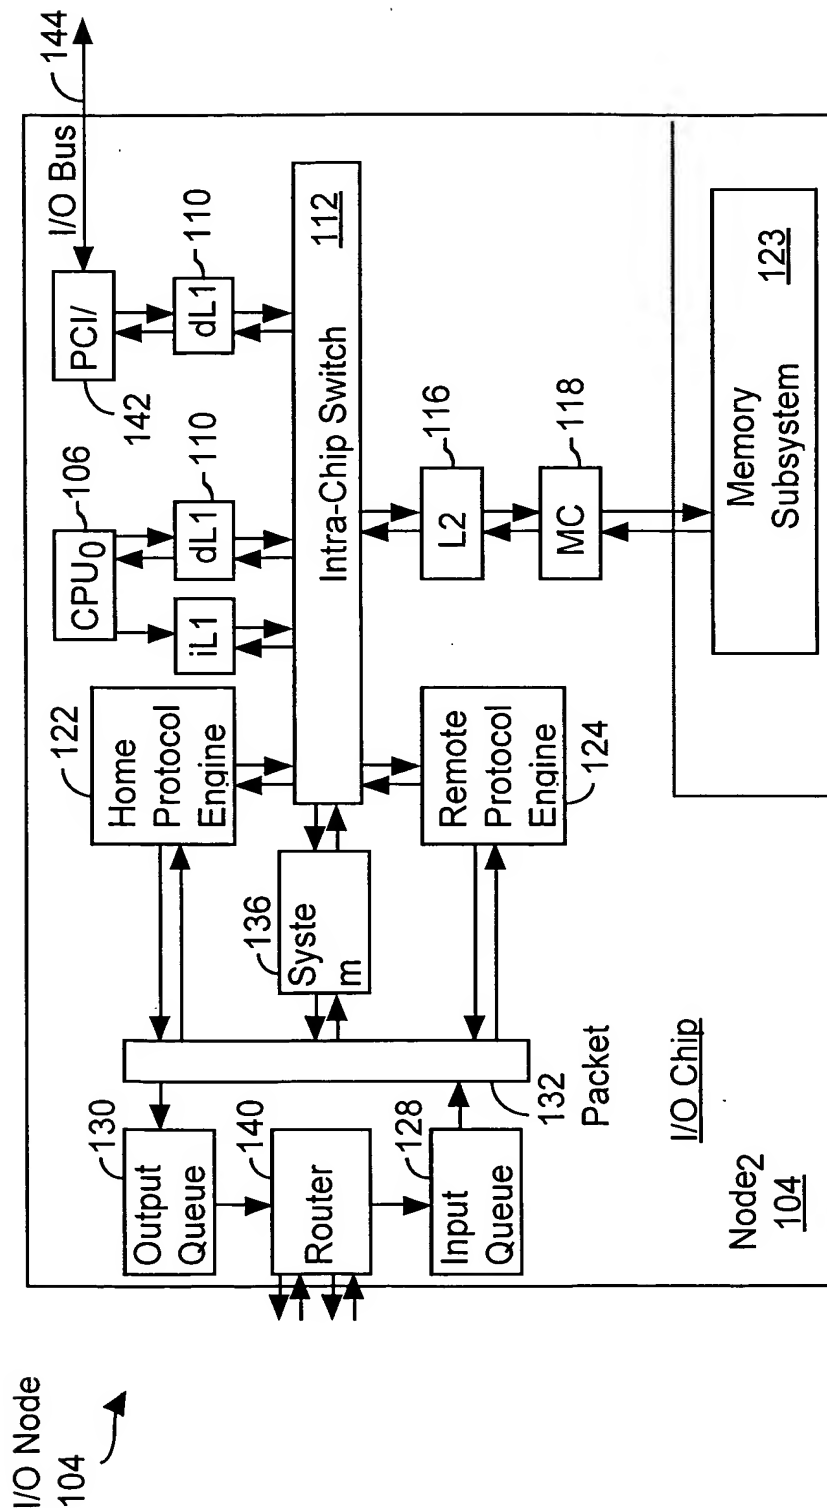 I/O Node
104
I/O Bus
144
PCI/
142
dL1
110
CPU0
106
dL1
110
iL1
Home
Protocol
Engine
122
Intra-Chip Switch
112
L2
116
MC
118
Memory
Subsystem
123
Remote
Protocol
Engine
124
Syste
m
136
132
Packet
Output
Queue
130
Router
140
Input
Queue
128
I/O Chip
Node2
104